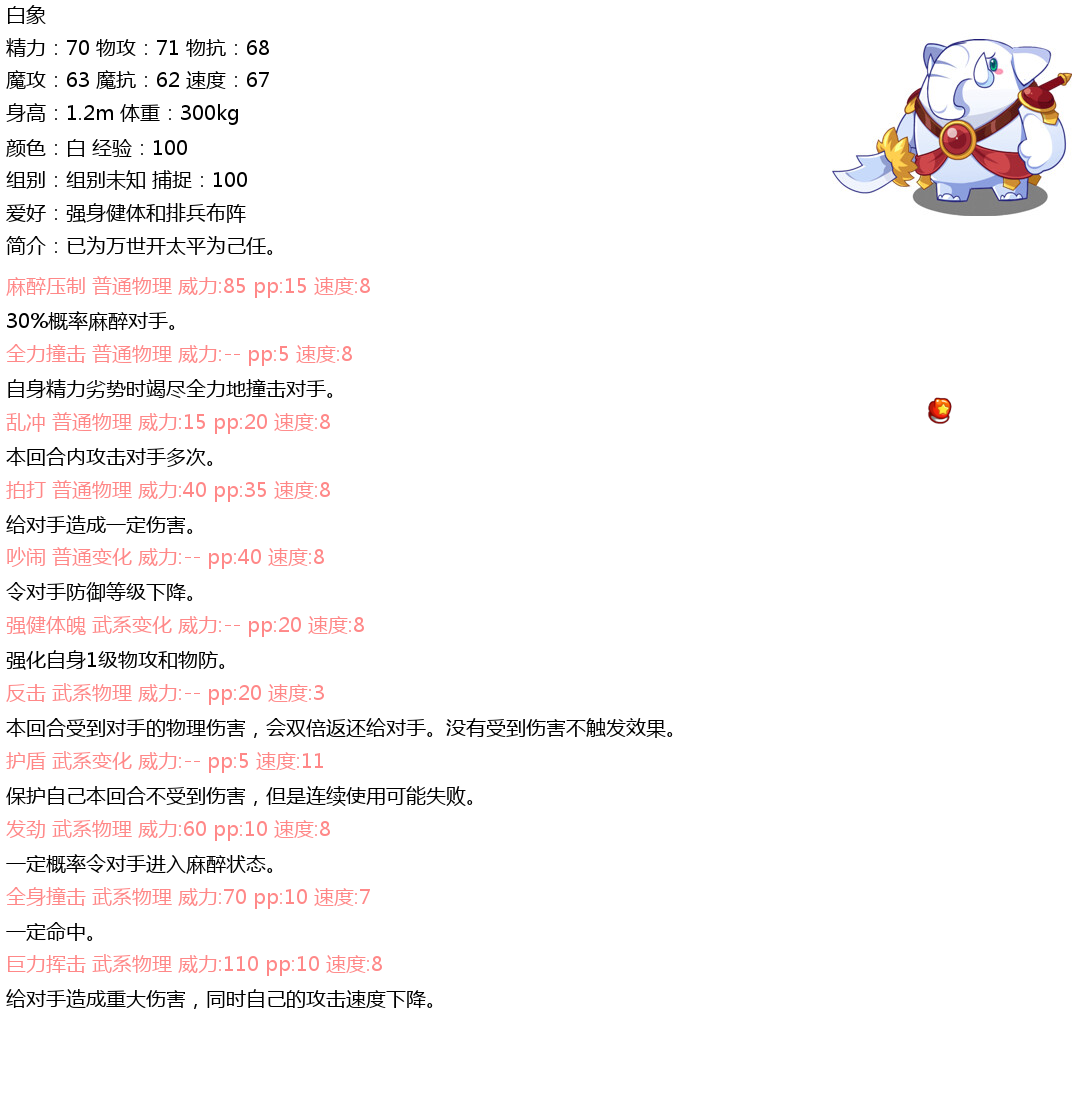 白象
精力：70 物攻：71 物抗：68
魔攻：63 魔抗：62 速度：67
身高：1.2m 体重：300kg
颜色：白 经验：100
组别：组别未知 捕捉：100
爱好：强身健体和排兵布阵
简介：已为万世开太平为己任。
麻醉压制 普通物理 威力:85 pp:15 速度:8
30%概率麻醉对手。
全力撞击 普通物理 威力:-- pp:5 速度:8
自身精力劣势时竭尽全力地撞击对手。
乱冲 普通物理 威力:15 pp:20 速度:8
本回合内攻击对手多次。
拍打 普通物理 威力:40 pp:35 速度:8
给对手造成一定伤害。
吵闹 普通变化 威力:-- pp:40 速度:8
令对手防御等级下降。
强健体魄 武系变化 威力:-- pp:20 速度:8
强化自身1级物攻和物防。
反击 武系物理 威力:-- pp:20 速度:3
本回合受到对手的物理伤害，会双倍返还给对手。没有受到伤害不触发效果。
护盾 武系变化 威力:-- pp:5 速度:11
保护自己本回合不受到伤害，但是连续使用可能失败。
发劲 武系物理 威力:60 pp:10 速度:8
一定概率令对手进入麻醉状态。
全身撞击 武系物理 威力:70 pp:10 速度:7
一定命中。
巨力挥击 武系物理 威力:110 pp:10 速度:8
给对手造成重大伤害，同时自己的攻击速度下降。